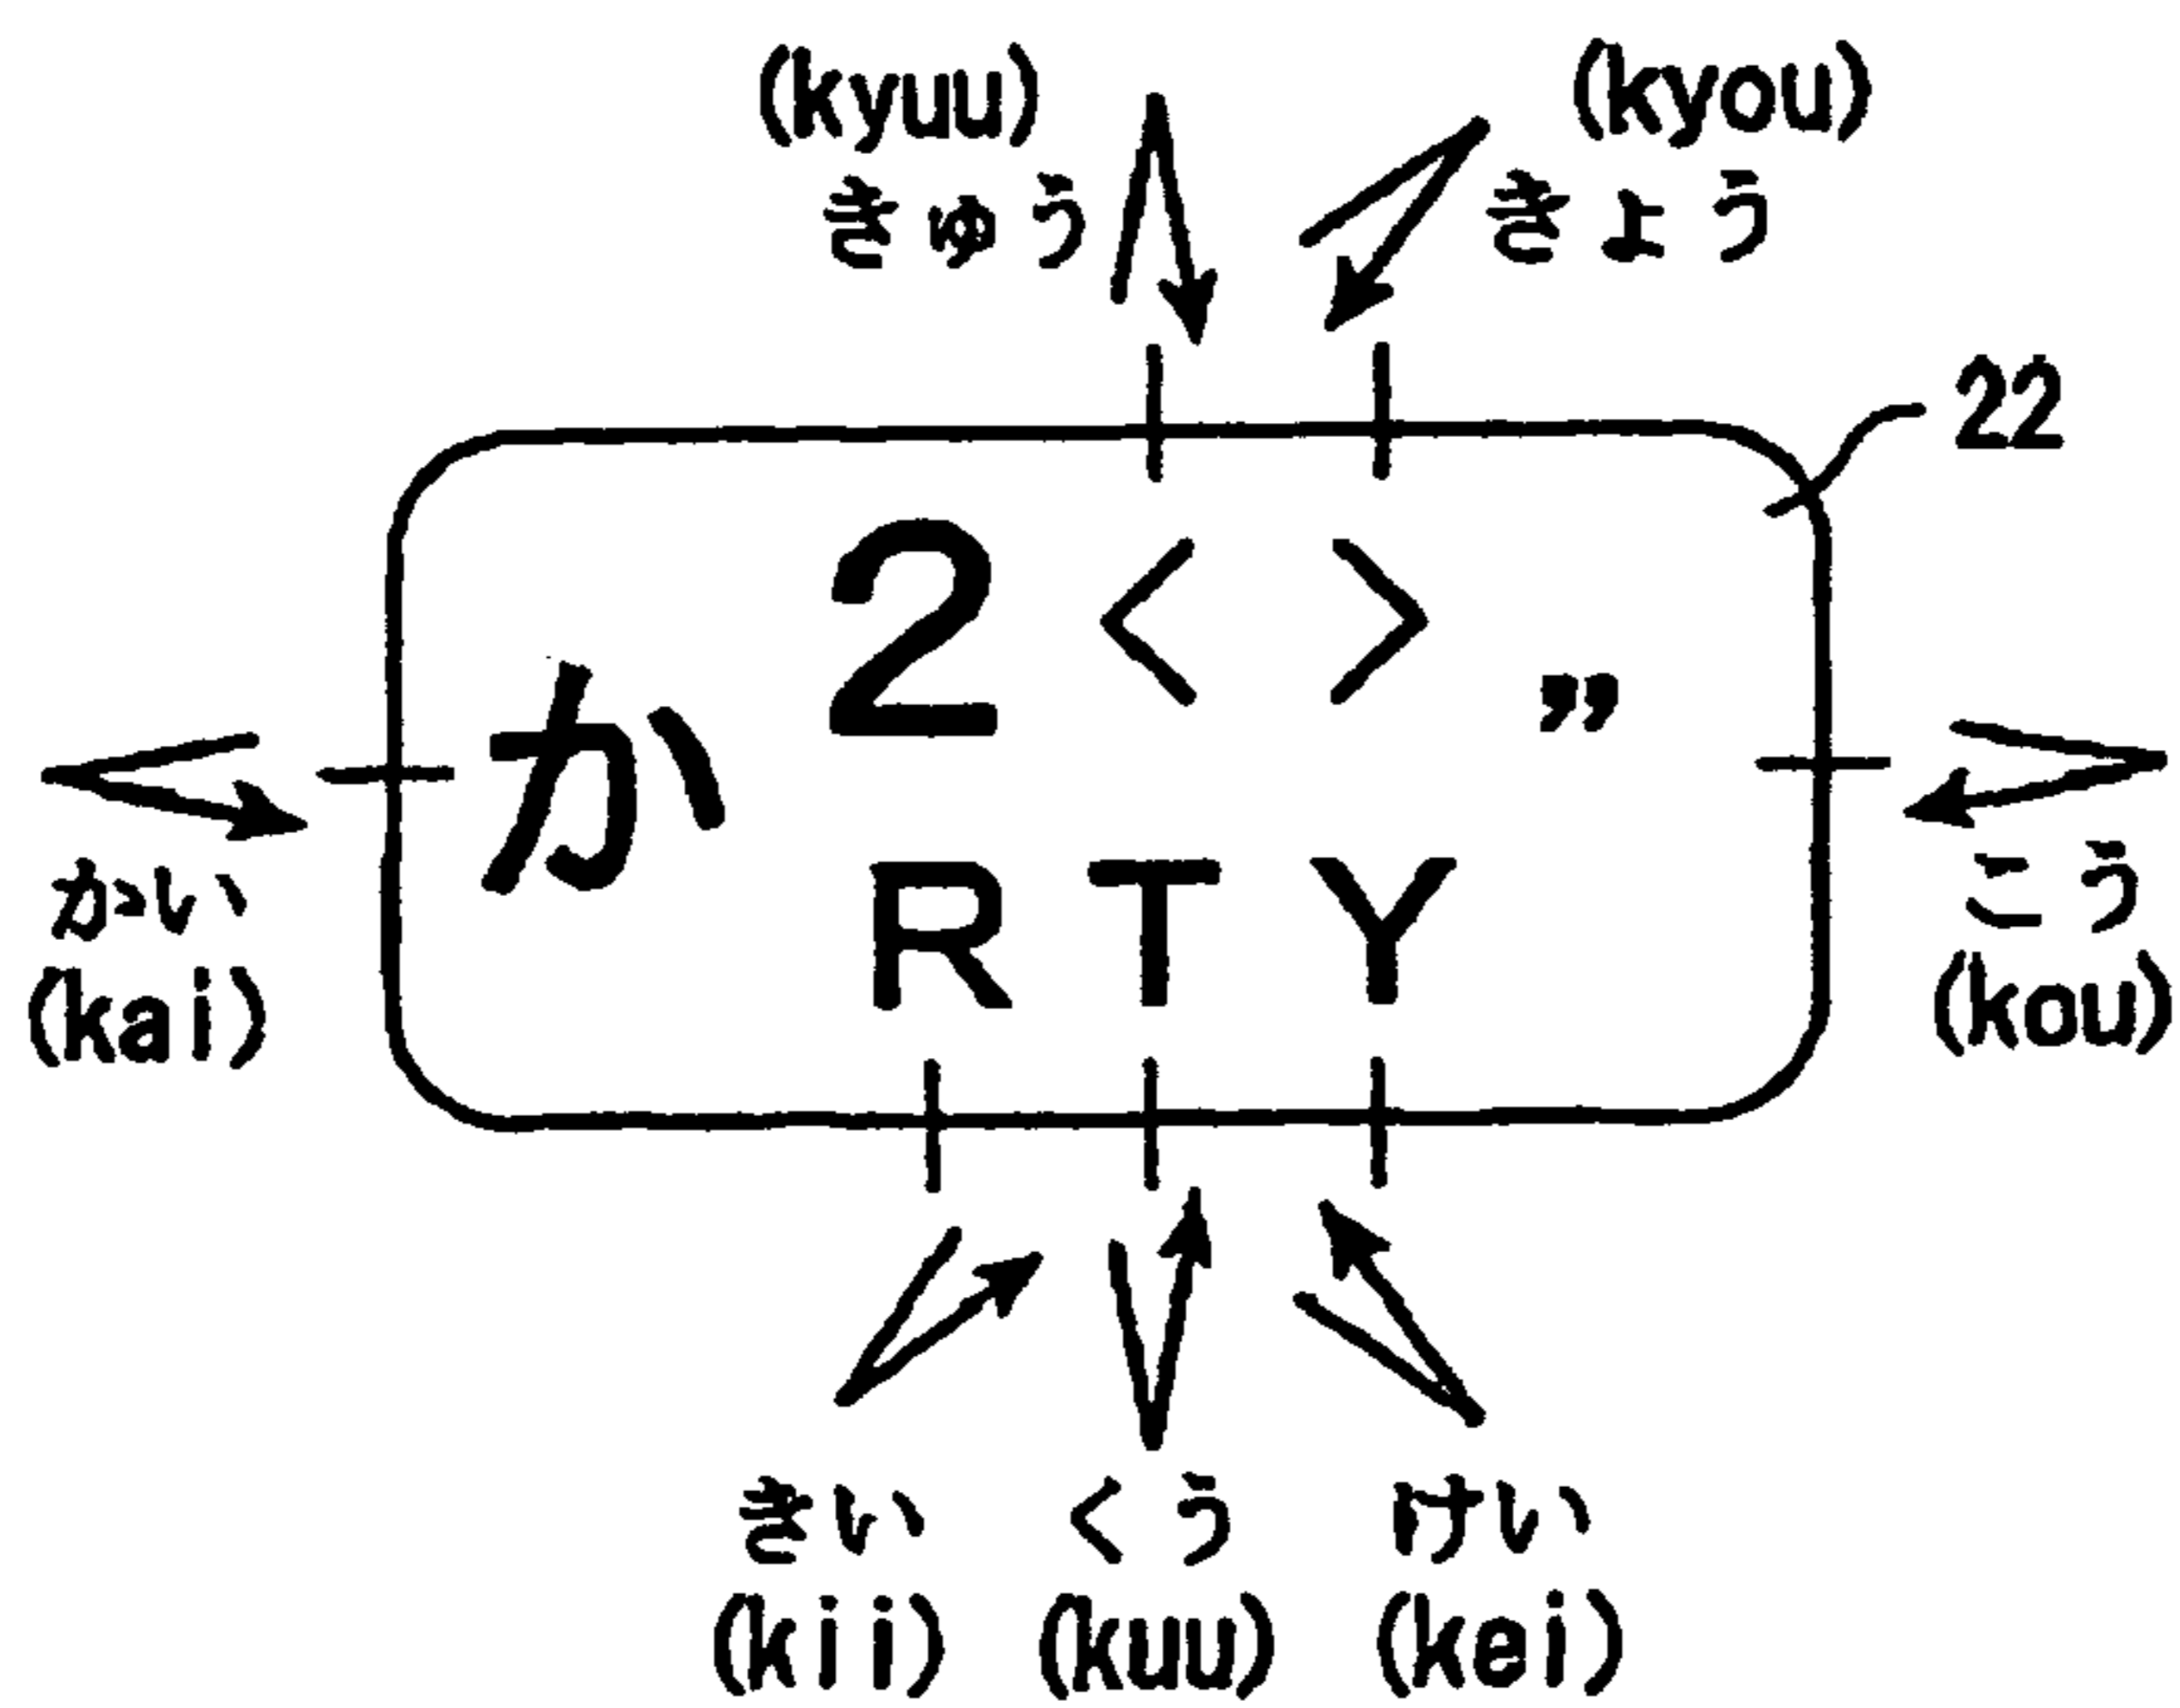 (kyuu) (kyou)
きゅう きょう
22
2 < > ”
か
かい
(kai)
こう
(kou)
R T Y
きい くう けい
(kii) (kuu) (kei)